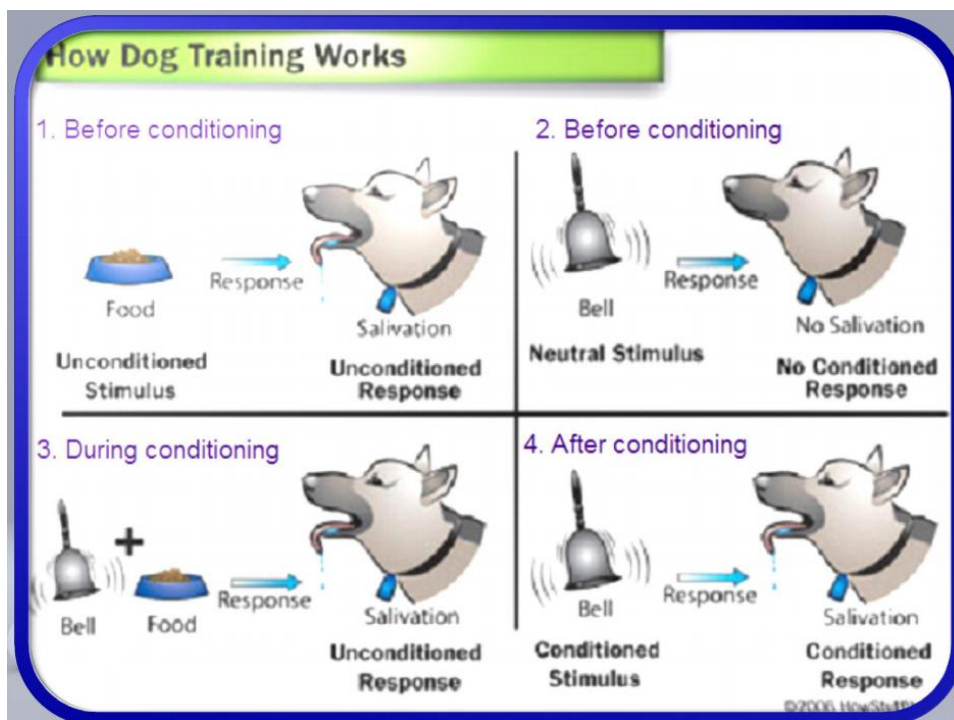 How Dog Training Works
1. Before conditioning
Food
Response
Salivation
Unconditioned
Stimulus
Unconditioned
Response
2. Before conditioning
Bell
Response
No Salivation
Neutral Stimulus
No Conditioned
Response
3. During conditioning
+
Bell
Food
Response
Salivation
Unconditioned
Response
4. After conditioning
Bell
Response
Salivation
Conditioned
Stimulus
Conditioned
Response
©2006